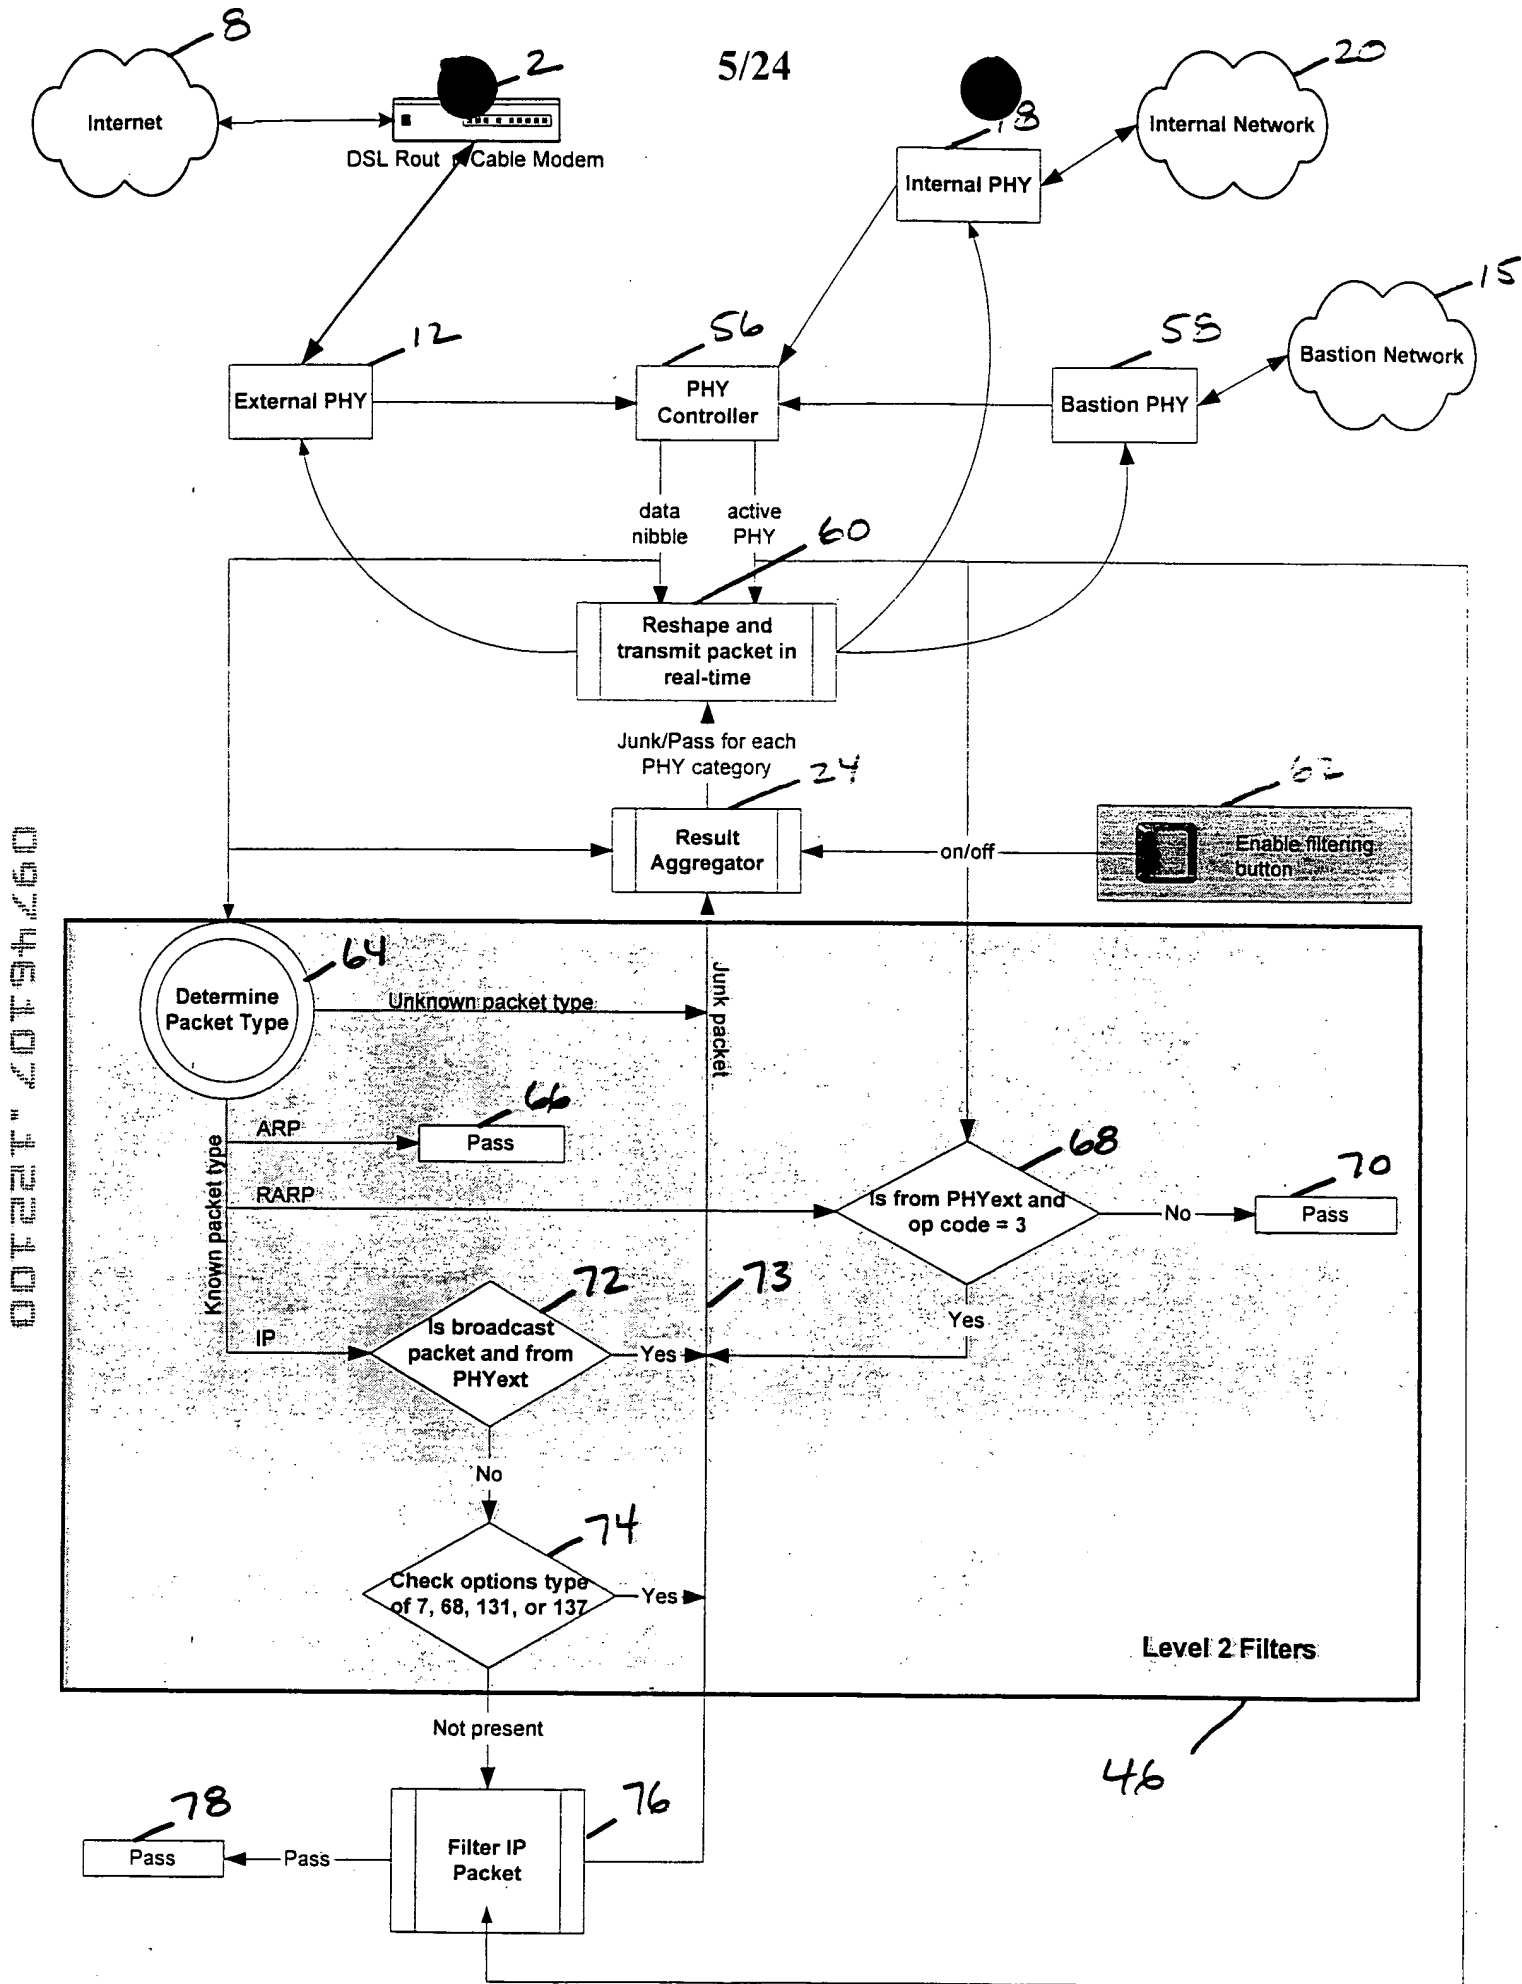 8
2
5/24
18
20
Internet
Internal Network
DSL Rout
Cable Modem
Internal PHY
15
12
56
58
Bastion Network
External PHY
PHY
Controller
Bastion PHY
data
nibble
active
PHY
60
Reshape and
transmit packet in
real-time
Junk/Pass for each
PHY category
24
62
Result
Aggregator
on/off
Enable filtering
button
64
Determine
Packet Type
Unknown packet type
Junk packet
Known packet type
ARP
66
Pass
68
70
RARP
Is from PHYext and
op code = 3
No
Pass
72
73
Yes
IP
Is broadcast
packet and from
PHYext
Yes
No
74
Check options type
of 7, 68, 131, or 137
Yes
Level 2 Filters
Not present
46
78
76
Pass
Pass
Filter IP
Packet
09746107 .122100